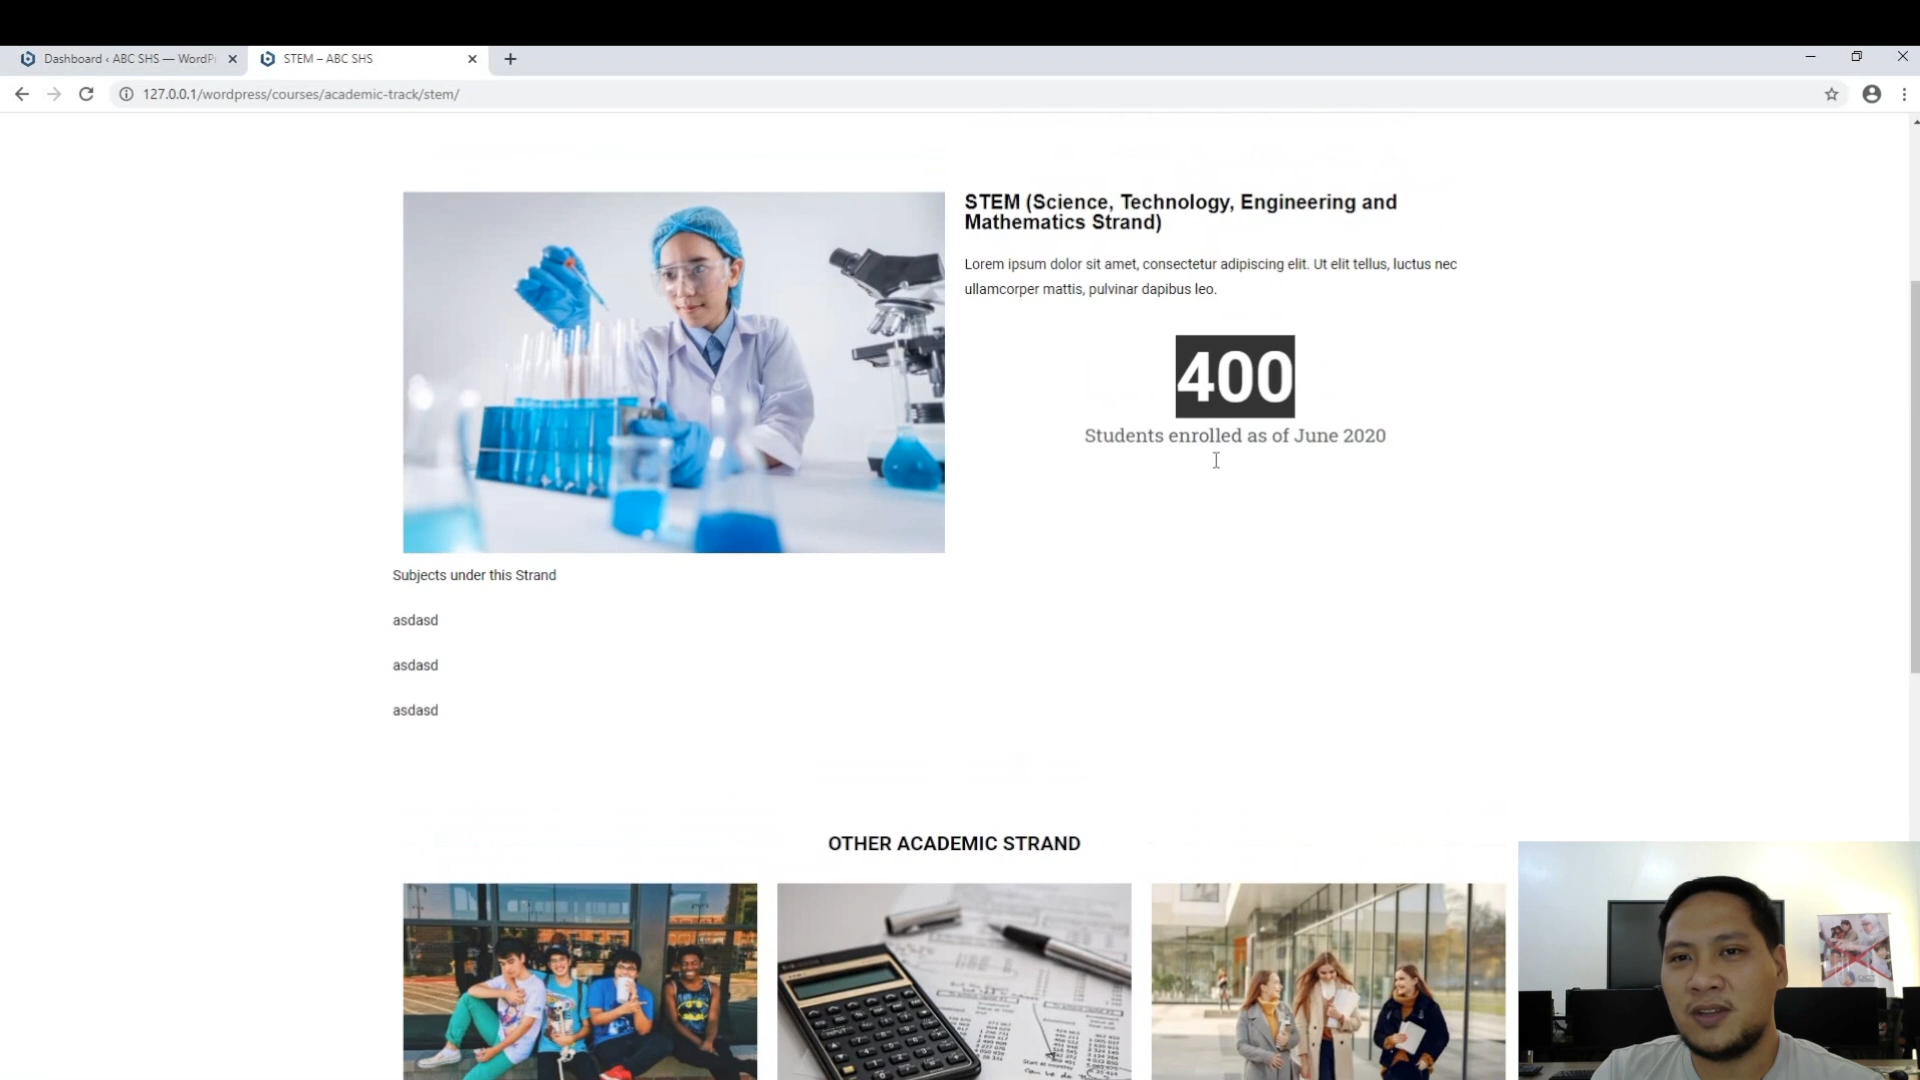 Dashboard ‹ ABC SHS — WordP
STEM – ABC SHS
127.0.0.1/wordpress/courses/academic-track/stem/
STEM (Science, Technology, Engineering and
Mathematics Strand)
Lorem ipsum dolor sit amet, consectetur adipiscing elit. Ut elit tellus, luctus nec
ullamcorper mattis, pulvinar dapibus leo.
400
Students enrolled as of June 2020
Subjects under this Strand
asdasd
asdasd
asdasd
OTHER ACADEMIC STRAND